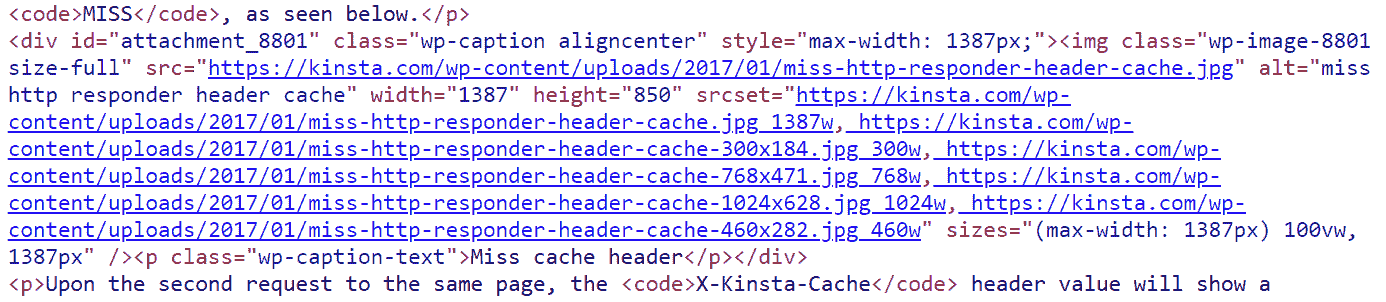 <code>MISS</code>, as seen below.</p>
<div id="attachment_8801" class="wp-caption aligncenter" style="max-width: 1387px;"><img class="wp-image-8801
size-full" src="https://kinsta.com/wp-content/uploads/2017/01/miss-http-responder-header-cache.jpg" alt="miss
http responder header cache" width="1387" height="850" srcset="https://kinsta.com/wp-
content/uploads/2017/01/miss-http-responder-header-cache.jpg 1387w, https://kinsta.com/wp-
content/uploads/2017/01/miss-http-responder-header-cache-300x184.jpg 300w, https://kinsta.com/wp-
content/uploads/2017/01/miss-http-responder-header-cache-768x471.jpg 768w, https://kinsta.com/wp-
content/uploads/2017/01/miss-http-responder-header-cache-1024x628.jpg 1024w, https://kinsta.com/wp-
content/uploads/2017/01/miss-http-responder-header-cache-460x282.jpg 460w" sizes="(max-width: 1387px) 100vw,
1387px" /><p class="wp-caption-text">Miss cache header</p></div>
<p>Upon the second request to the same page, the <code>X-Kinsta-Cache</code> header value will show a